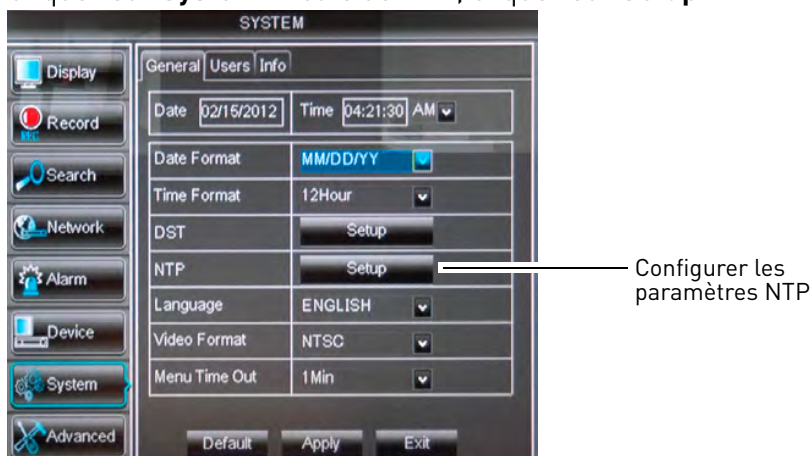 SYSTEM
Display
Record
REC
Search
Network
Alarm
Device
System
Advanced
General Users Info
Date 02/15/2012 Time 04:21:30 AM
Date Format MM/DD/YY
Time Format 12Hour
DST Setup
NTP Setup
Language ENGLISH
Video Format NTSC
Menu Time Out 1Min
Default Apply Exit
Configurer les
paramètres NTP